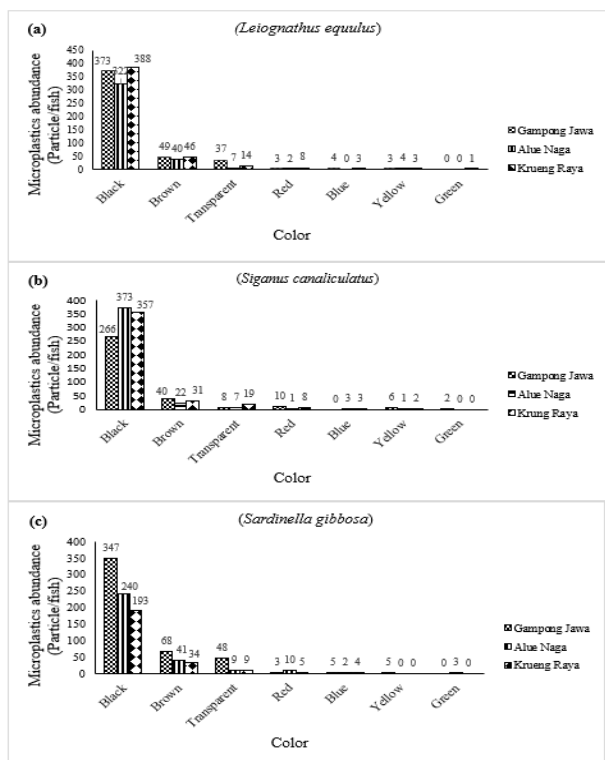 (a) (Leiognathus equulus)
Microplastics abundance
(Particle/fish)
450
400
350
300
250
200
150
100
50
0
373 322 388
49 40 46
37 7 14
3 2 8
4 0 3
3 4 3
0 0 1
Black Brown Transparent Red Blue Yellow Green
Color
Gampong Jawa
Alue Naga
Krueng Raya
(b) (Siganus canaliculatus)
Microplastics abundance
(Particle/fish)
400
350
300
250
200
150
100
50
0
266 373 357
40 22 31
8 7 19
10 1 8
0 3 3
6 1 2
2 0 0
Black Brown Transparent Red Blue Yellow Green
Color
Gampong Jawa
Alue Naga
Krung Raya
(c) (Sardinella gibbosa)
Microplastics abundance
(Particle/fish)
400
350
300
250
200
150
100
50
0
347 240 193
68 41 34
48 9 9
3 10 5
5 2 4
5 0 0
0 3 0
Black Brown Transparent Red Blue Yellow Green
Color
Gampong Jawa
Alue Naga
Krueng Raya